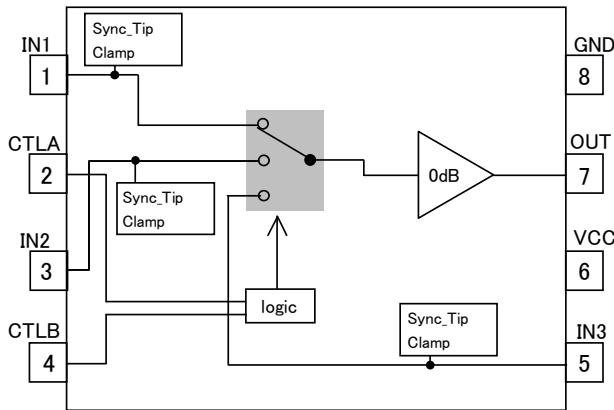 Sync_Tip
Clamp
IN1
1
GND
8
CTLA
2
OUT
7
0dB
Sync_Tip
Clamp
IN2
3
VCC
6
logic
Sync_Tip
Clamp
CTLB
4
IN3
5